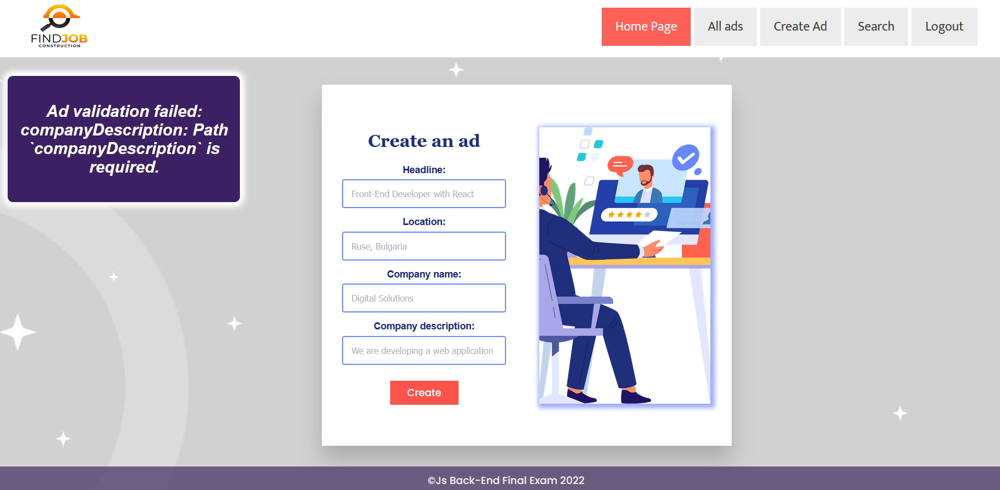 FINDJOB
CONSTRUCTION
Home Page
All ads
Create Ad
Search
Logout
Ad validation failed:
companyDescription: Path
`companyDescription` is
required.
Create an ad
Headline:
Front-End Developer with React
Location:
Ruse, Bulgaria
Company name:
Digital Solutions
Company description:
We are developing a web application
Create
©Js Back-End Final Exam 2022